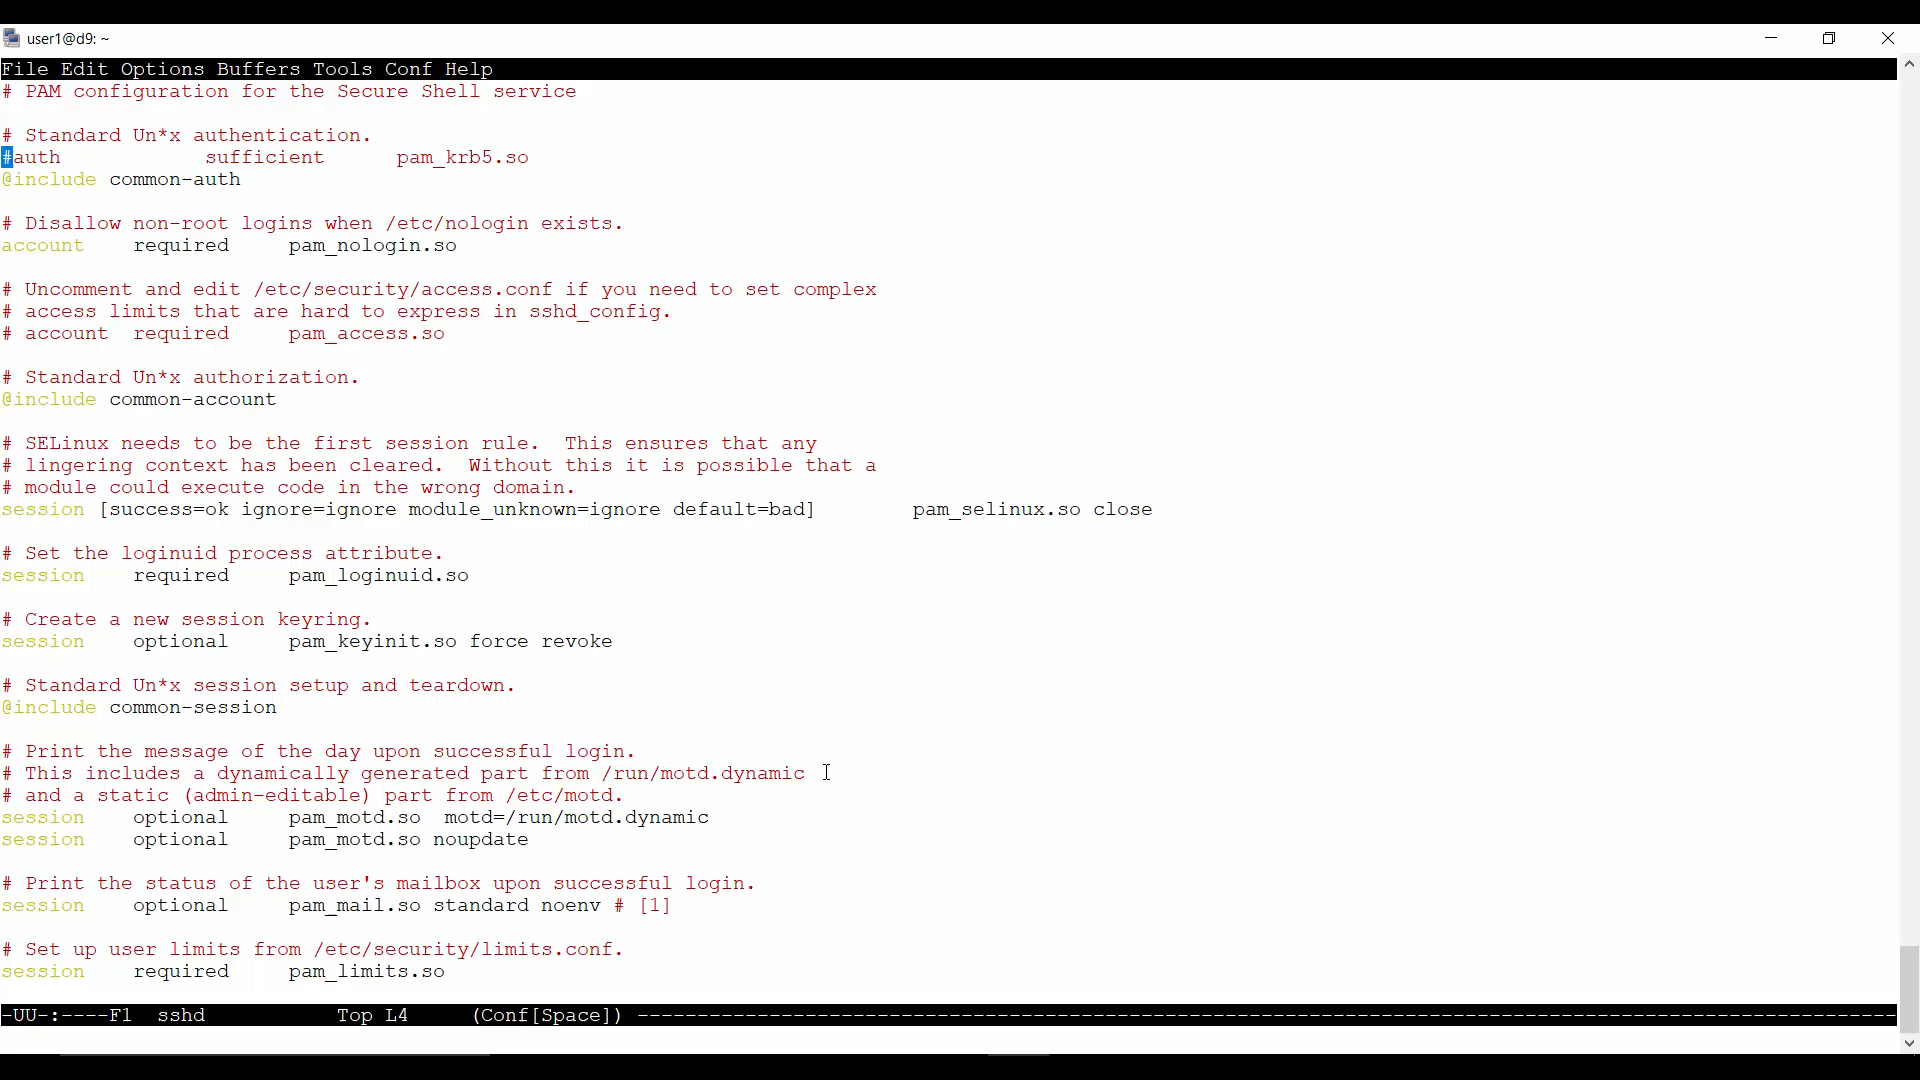 user1@d9: ~
File Edit Options Buffers Tools Conf Help
# PAM configuration for the Secure Shell service
# Standard Un*x authentication.
#auth            sufficient      pam_krb5.so
@include common-auth
# Disallow non-root logins when /etc/nologin exists.
account    required     pam_nologin.so
# Uncomment and edit /etc/security/access.conf if you need to set complex
# access limits that are hard to express in sshd_config.
# account  required     pam_access.so
# Standard Un*x authorization.
@include common-account
# SELinux needs to be the first session rule.  This ensures that any
# lingering context has been cleared.  Without this it is possible that a
# module could execute code in the wrong domain.
session [success=ok ignore=ignore module_unknown=ignore default=bad]        pam_selinux.so close
# Set the loginuid process attribute.
session    required     pam_loginuid.so
# Create a new session keyring.
session    optional     pam_keyinit.so force revoke
# Standard Un*x session setup and teardown.
@include common-session
# Print the message of the day upon successful login.
# This includes a dynamically generated part from /run/motd.dynamic
# and a static (admin-editable) part from /etc/motd.
session    optional     pam_motd.so  motd=/run/motd.dynamic
session    optional     pam_motd.so noupdate
# Print the status of the user's mailbox upon successful login.
session    optional     pam_mail.so standard noenv # [1]
# Set up user limits from /etc/security/limits.conf.
session    required     pam_limits.so
-UU-:----F1  sshd           Top L4     (Conf[Space]) ---------------------------------------------------------------------------------------------------------